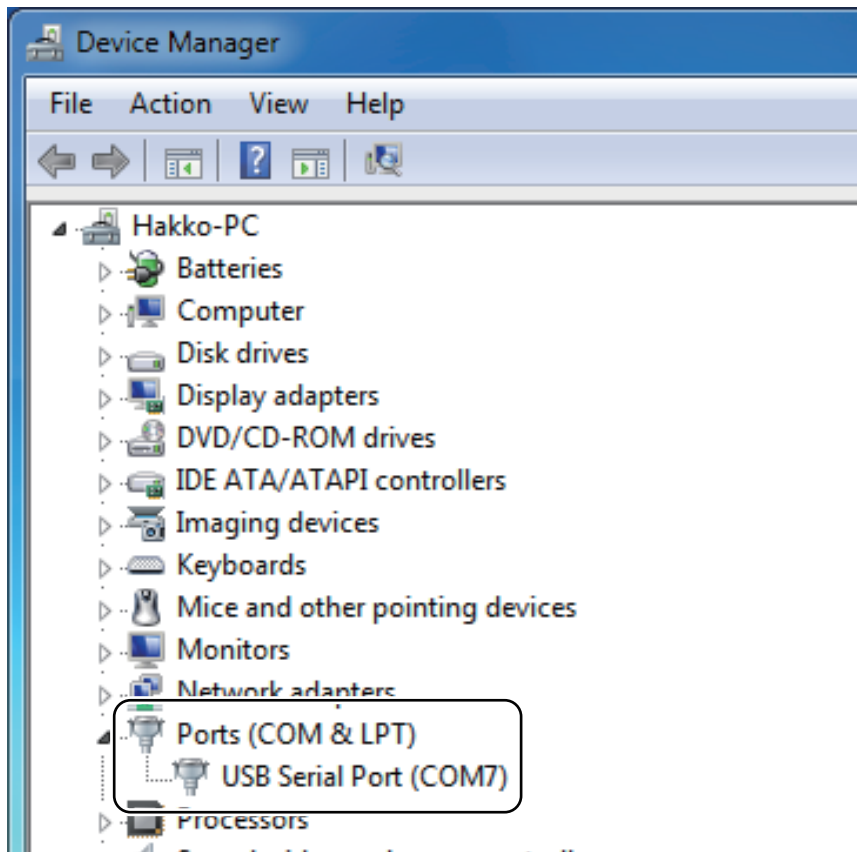 Device Manager
File Action View Help
Hakko-PC
Batteries
Computer
Disk drives
Display adapters
DVD/CD-ROM drives
IDE ATA/ATAPI controllers
Imaging devices
Keyboards
Mice and other pointing devices
Monitors
Network adapters
Ports (COM & LPT)
USB Serial Port (COM7)
Processors